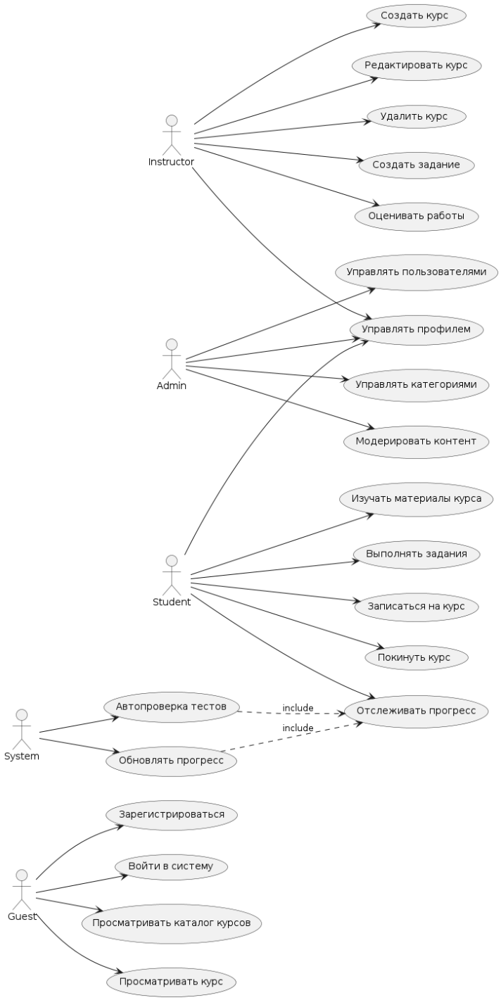 Создать курс
Редактировать курс
Удалить курс
Instructor
Создать задание
Оценивать работы
Управлять пользователями
Управлять профилем
Admin
Управлять категориями
Модерировать контент
Изучать материалы курса
Выполнять задания
Student
Записаться на курс
Покинуть курс
Автопроверка тестов
include
Отслеживать прогресс
include
System
Обновлять прогресс
Зарегистрироваться
Войти в систему
Guest
Просматривать каталог курсов
Просматривать курс